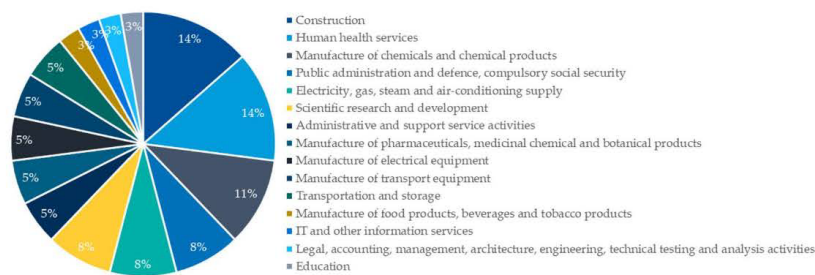 Construction
Human health services
Manufacture of chemicals and chemical products
Public administration and defence, compulsory social security
Electricity, gas, steam and air-conditioning supply
Scientific research and development
Administrative and support service activities
Manufacture of pharmaceuticals, medicinal chemical and botanical products
Manufacture of electrical equipment
Manufacture of transport equipment
Transportation and storage
Manufacture of food products, beverages and tobacco products
IT and other information services
Legal, accounting, management, architecture, engineering, technical testing and analysis activities
Education
14%
14%
11%
8%
8%
8%
5%
5%
5%
5%
5%
3%
3%
3%
3%